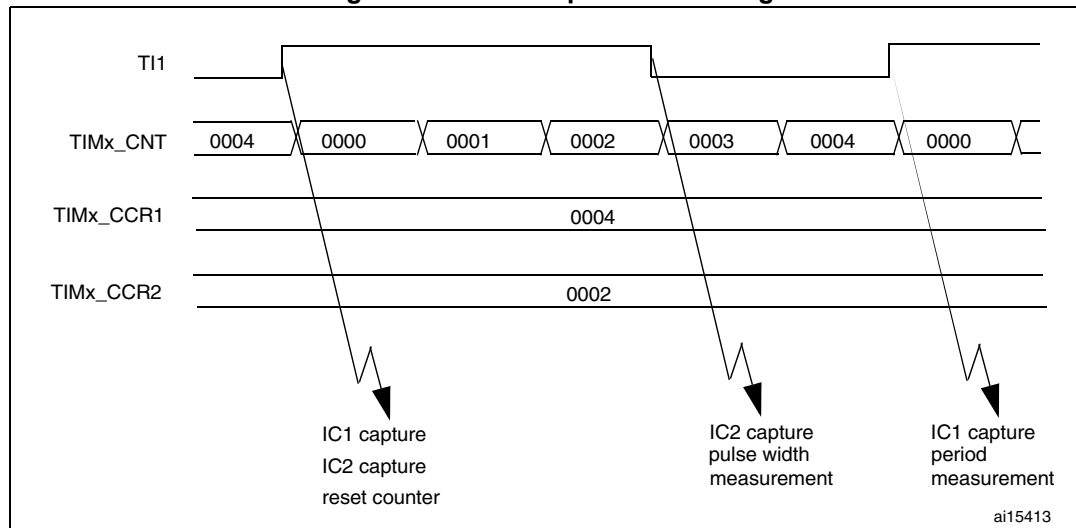 TI1
TIMx_CNT 0004 0000 0001 0002 0003 0004 0000
TIMx_CCR1 0004
TIMx_CCR2 0002
IC1 capture
IC2 capture
reset counter
IC2 capture
pulse width
measurement
IC1 capture
period
measurement
ai15413